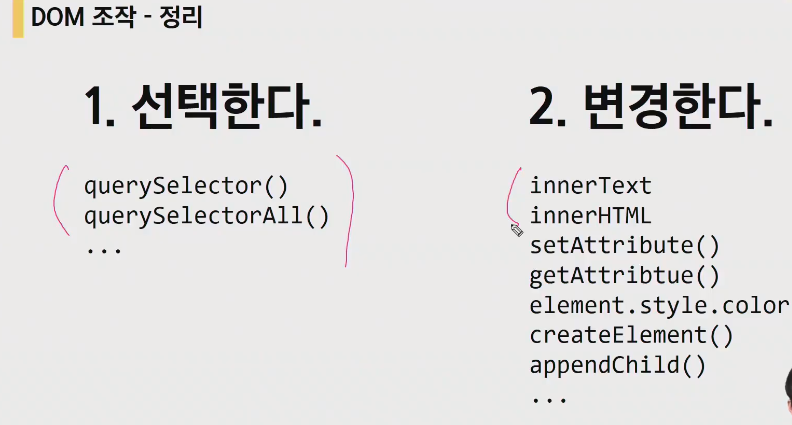 DOM 조작 - 정리
1. 선택한다.
querySelector()
querySelectorAll()
...
2. 변경한다.
innerText
innerHTML
setAttribute()
getAttribtue()
element.style.color
createElement()
appendChild()
...